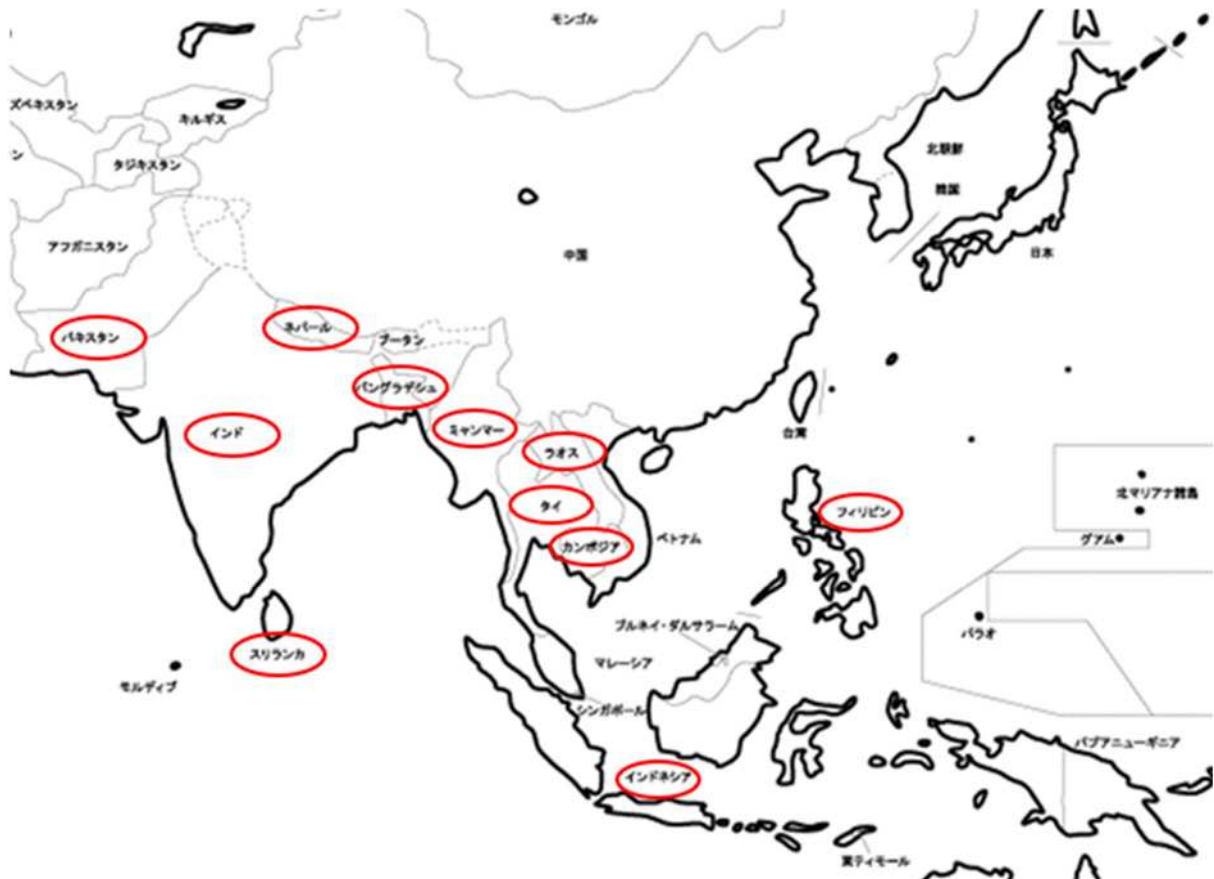 モンゴル
ズベキスタン
キルギス
ン
タジキスタン
北朝鮮
韓国
アフガニスタン
中国
日本
パキスタン
ネパール
ブータン
バングラデシュ
インド
ミャンマー
台湾
ラオス
北マリアナ諸島
タイ
フィリピン
グアム
ベトナム
カンボジア
ブルネイ・ダルサラーム
パラオ
スリランカ
マレーシア
モルディブ
シンガポール
パプアニューギニア
インドネシア
東ティモール